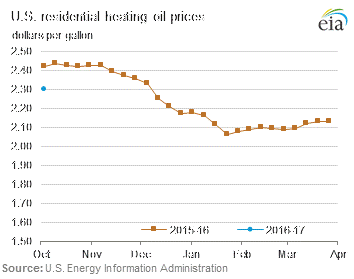 U.S. residential heating oil prices
dollars per gallon
eia
2.50
2.40
2.30
2.20
2.10
2.00
1.90
1.80
1.70
1.60
1.50
Oct Nov Dec Jan Feb Mar Apr
2015-16 2016-17
Source: U.S. Energy Information Administration